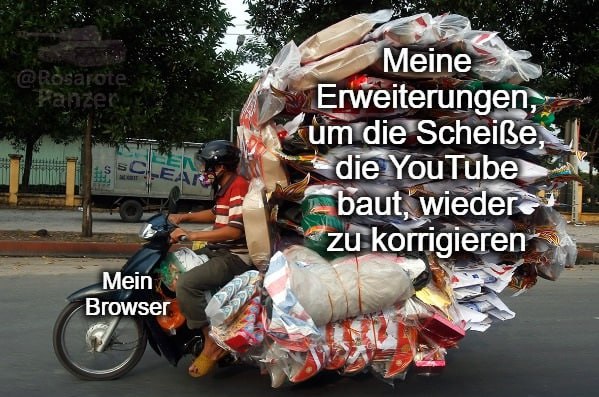 @Rosarote
Panzer
Meine
Erweiterungen,
um die Scheiße,
die YouTube
baut, wieder
zu korrigieren
Mein
Browser